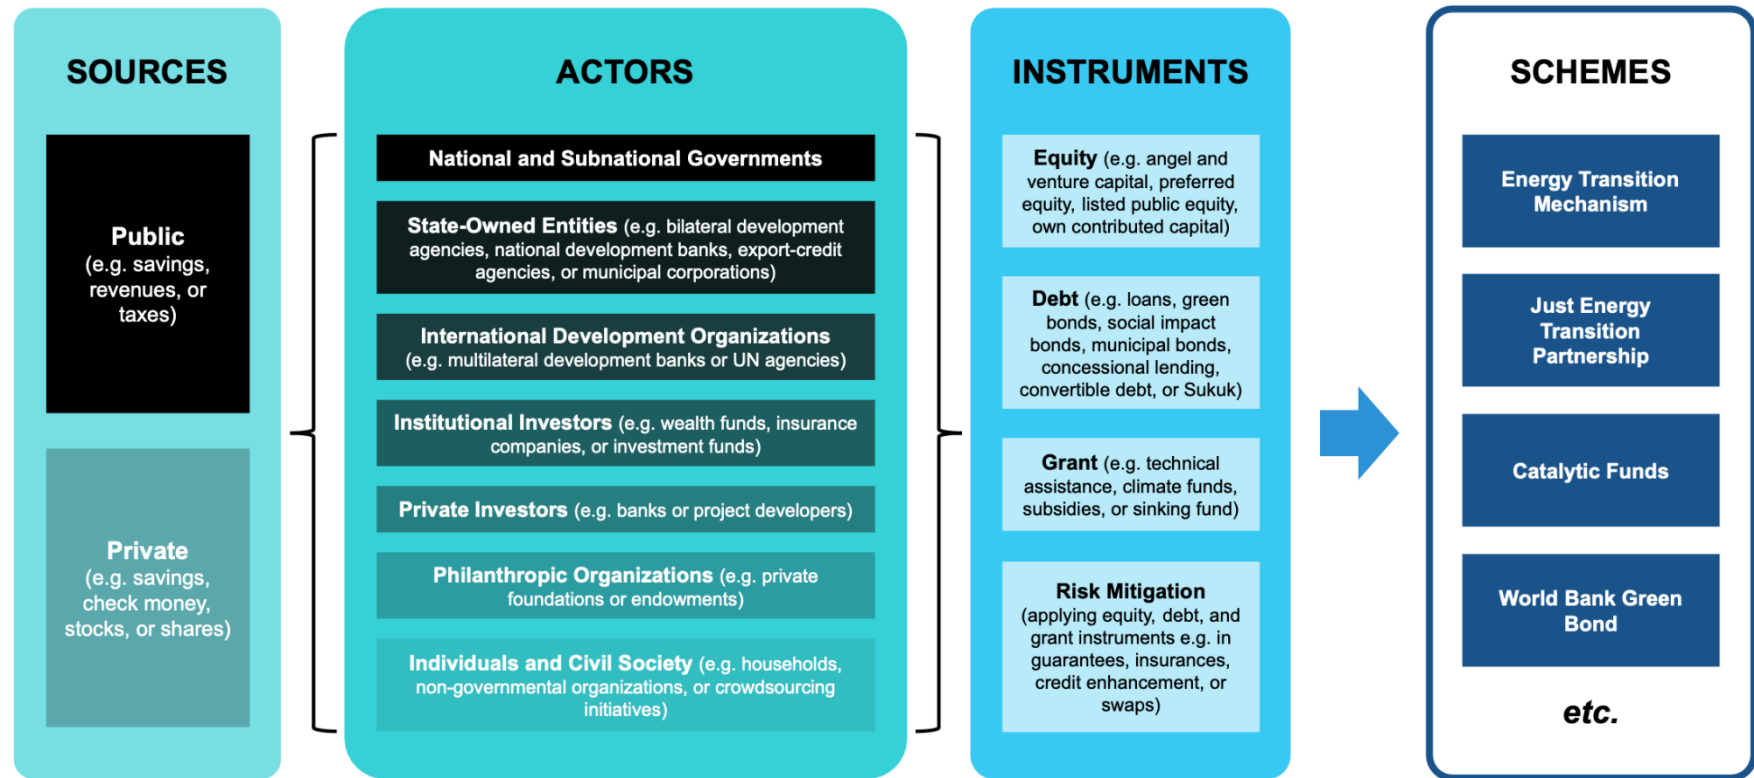 SOURCES
Public
(e.g. savings,
revenues, or
taxes)
Private
(e.g. savings,
check money,
stocks, or shares)
ACTORS
National and Subnational Governments
State-Owned Entities (e.g. bilateral development
agencies, national development banks, export-credit
agencies, or municipal corporations)
International Development Organizations
(e.g. multilateral development banks or UN agencies)
Institutional Investors (e.g. wealth funds, insurance
companies, or investment funds)
Private Investors (e.g. banks or project developers)
Philanthropic Organizations (e.g. private
foundations or endowments)
Individuals and Civil Society (e.g. households,
non-governmental organizations, or crowdsourcing
initiatives)
INSTRUMENTS
Equity (e.g. angel and
venture capital, preferred
equity, listed public equity,
own contributed capital)
Debt (e.g. loans, green
bonds, social impact
bonds, municipal bonds,
concessional lending,
convertible debt, or Sukuk)
Grant (e.g. technical
assistance, climate funds,
subsidies, or sinking fund)
Risk Mitigation
(applying equity, debt, and
grant instruments e.g. in
guarantees, insurances,
credit enhancement, or
swaps)
SCHEMES
Energy Transition
Mechanism
Just Energy
Transition
Partnership
Catalytic Funds
World Bank Green
Bond
etc.